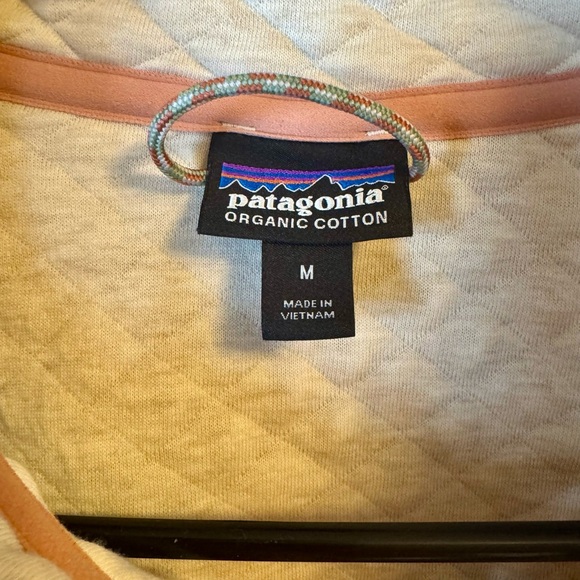 patagonia®
ORGANIC COTTON
M
MADE IN
VIETNAM